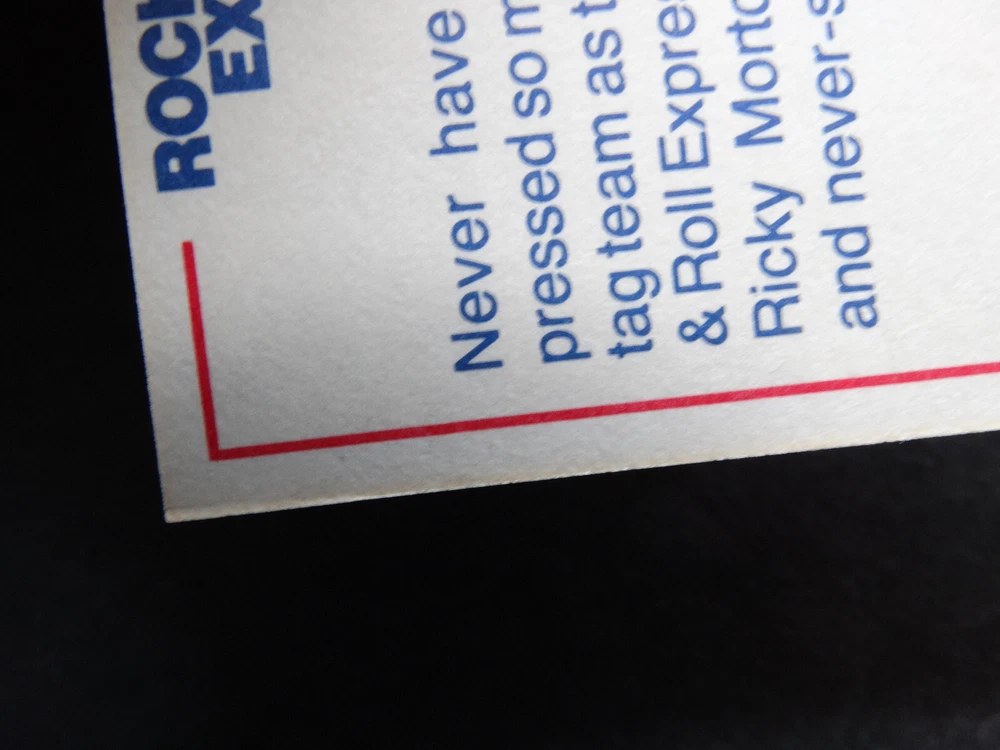 ROC
EX
Never have
pressed so m
tag team as t
& Roll Expre
Ricky Morto
and never-s